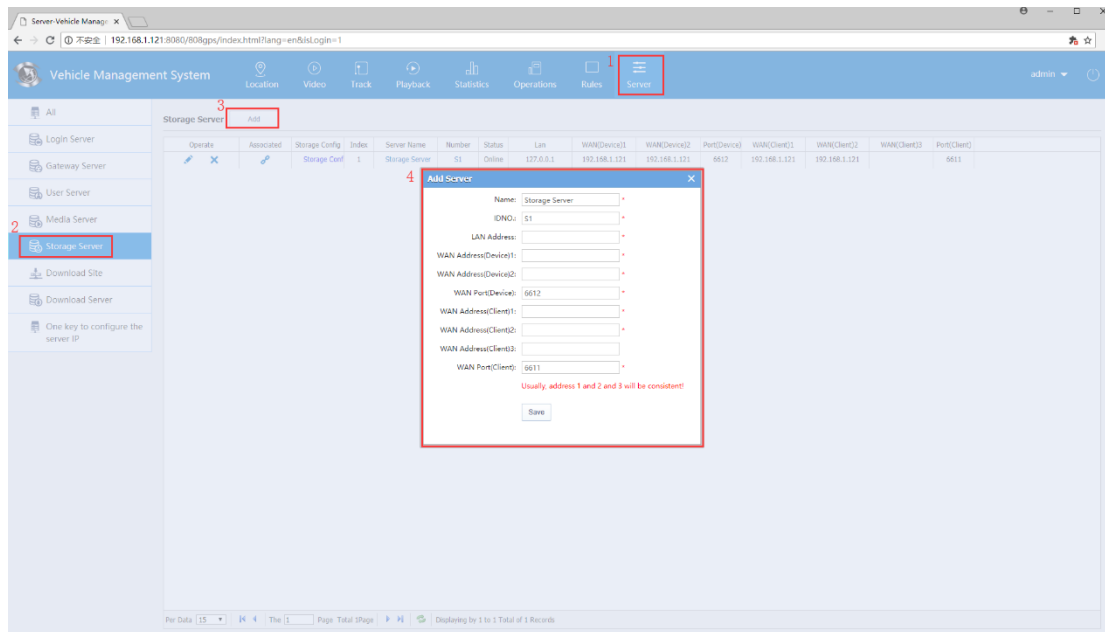 Server-Vehicle Manage
不安全 | 192.168.1.121:8080/808gps/index.html?lang=en&isLogin=1
Vehicle Management System
Location Video Track Playback Statistics Operations Rules 1 Server
admin
All
Login Server
Gateway Server
User Server
Media Server
2
Storage Server
Download Site
Download Server
One key to configure the
server IP
3
Storage Server Add
Operate Associated Storage Config Index Server Name Number Status Lan WAN(Device)1 WAN(Device)2 Port(Device) WAN(Client)1 WAN(Client)2 WAN(Client)3 Port(Client)
Storage Conf 1 Storage Server S1 Online 127.0.0.1 192.168.1.121 192.168.1.121 6612 192.168.1.121 192.168.1.121 6611
4 Add Server
Name: Storage Server *
IDNO.: S1 *
LAN Address: *
WAN Address(Device)1: *
WAN Address(Device)2: *
WAN Port(Device): 6612 *
WAN Address(Client)1: *
WAN Address(Client)2: *
WAN Address(Client)3:
WAN Port(Client): 6611 *
Usually, address 1 and 2 and 3 will be consistent!
Save
Per Data 15 The 1 Page Total 1Page Displaying by 1 to 1 Total of 1 Records